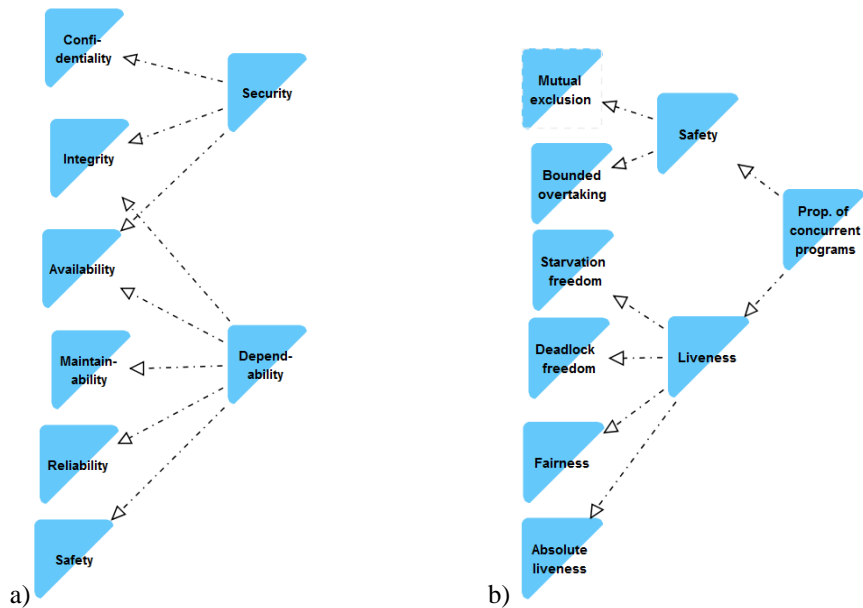 Confi-
dentiality
Security
Integrity
Availability
Maintain-
ability
Depend-
ability
Reliability
Safety
a)
Mutual
exclusion
Safety
Bounded
overtaking
Prop. of
concurrent
programs
Starvation
freedom
Deadlock
freedom
Liveness
Fairness
Absolute
liveness
b)